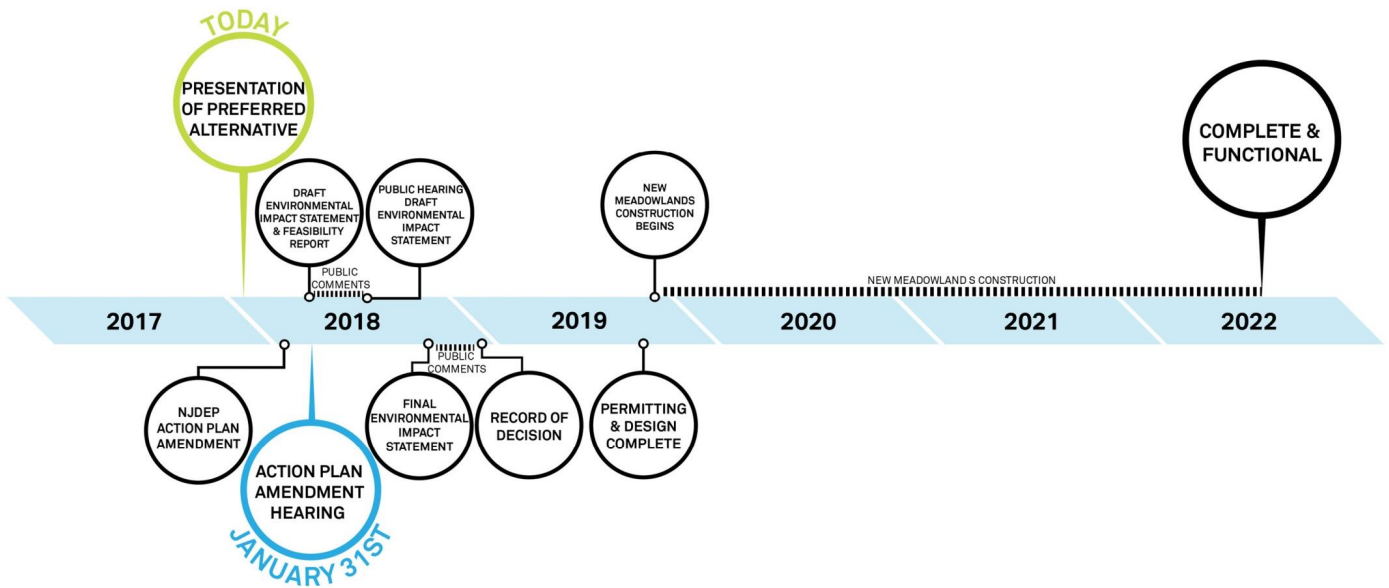 TODAY
PRESENTATION
OF PREFERRED
ALTERNATIVE
DRAFT
ENVIRONMENTAL
IMPACT STATEMENT
& FEASIBILITY
REPORT
PUBLIC HEARING
DRAFT
ENVIRONMENTAL
IMPACT
STATEMENT
PUBLIC
COMMENTS
NEW
MEADOWLANDS
CONSTRUCTION
BEGINS
COMPLETE &
FUNCTIONAL
NEW MEADOWLAND S CONSTRUCTION
2017
2018
2019
2020
2021
2022
NJDEP
ACTION PLAN
AMENDMENT
ACTION PLAN
AMENDMENT
HEARING
JANUARY 31ST
FINAL
ENVIRONMENTAL
IMPACT
STATEMENT
PUBLIC
COMMENTS
RECORD OF
DECISION
PERMITTING
& DESIGN
COMPLETE